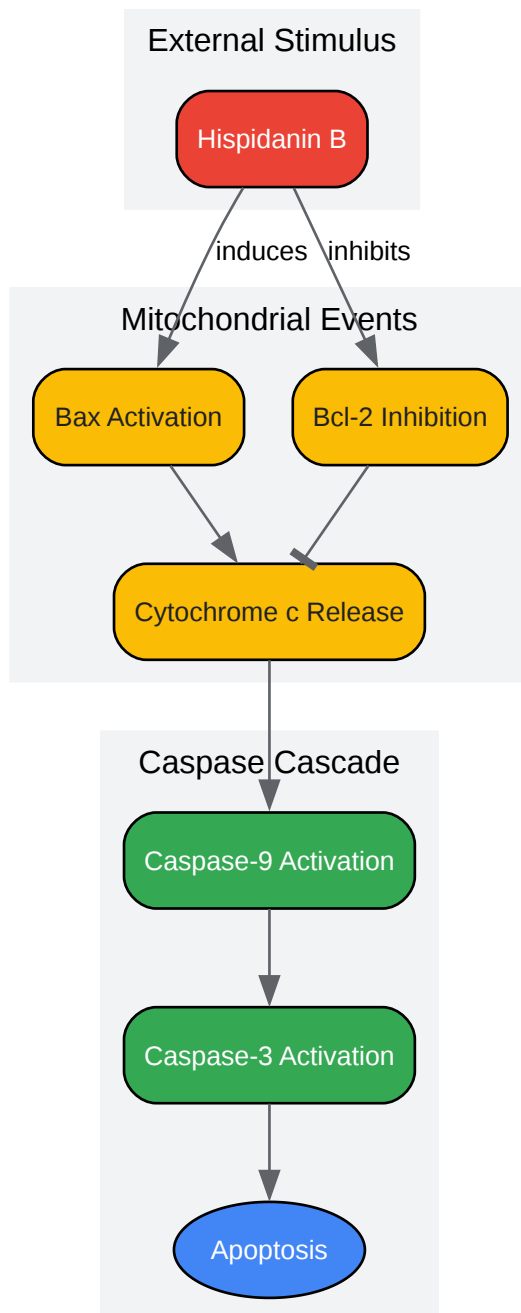 External Stimulus
Hispidanin B
induces
inhibits
Mitochondrial Events
Bax Activation
Bcl-2 Inhibition
Cytochrome c Release
Caspase Cascade
Caspase-9 Activation
Caspase-3 Activation
Apoptosis